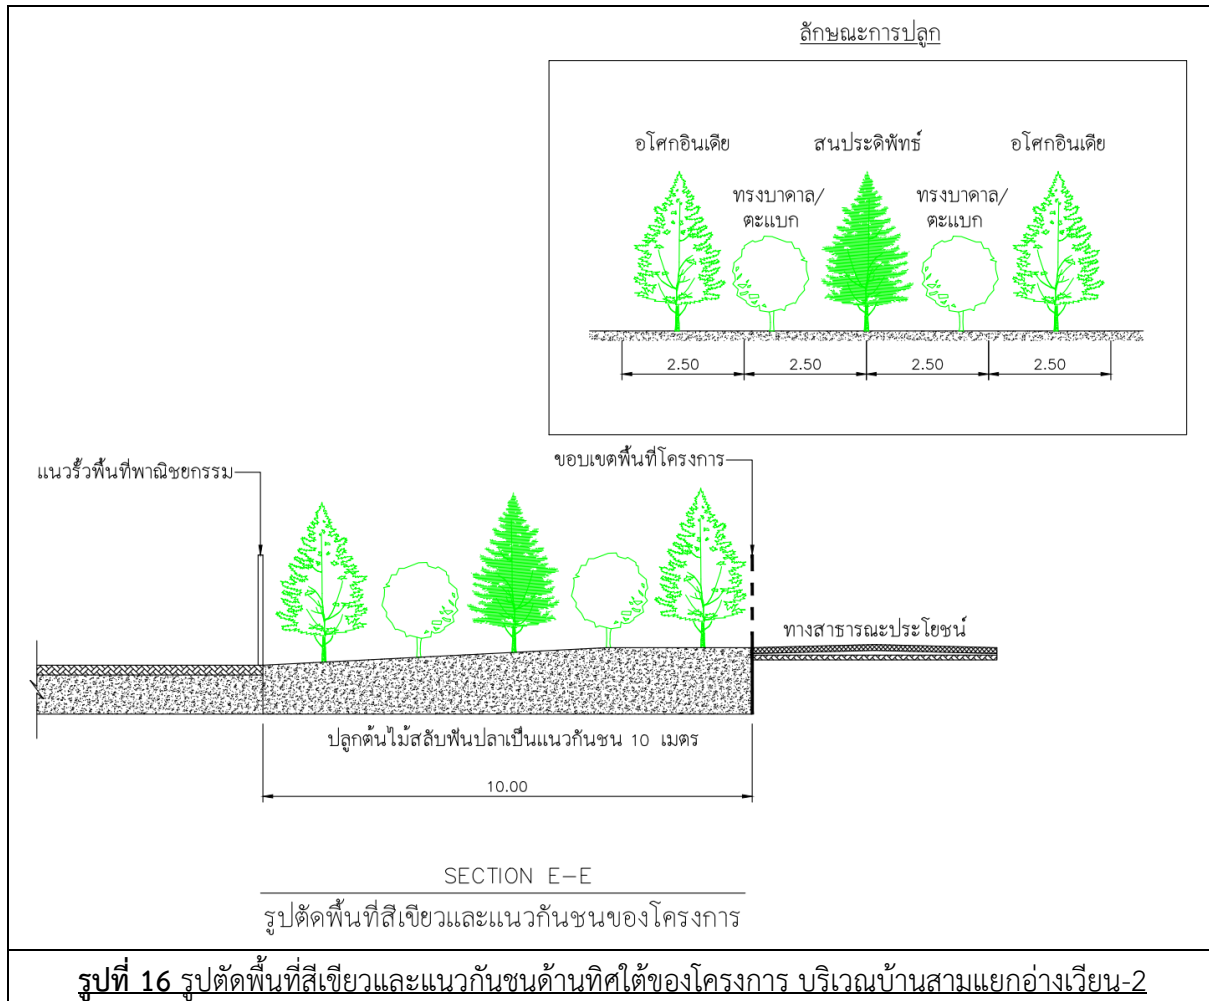 ลักษณะการปลูก
อโศกอินเดีย
สนประดิพัทธ์
อโศกอินเดีย
ทรงบาดาล/
ตะแบก
ทรงบาดาล/
ตะแบก
2.50
2.50
2.50
2.50
แนวรั้วพื้นที่พาณิชยกรรม
ขอบเขตพื้นที่โครงการ
ทางสาธารณะประโยชน์
ปลูกต้นไม้สลับฟันปลาเป็นแนวกันชน 10 เมตร
10.00
SECTION E-E
รูปตัดพื้นที่สีเขียวและแนวกันชนของโครงการ
รูปที่ 16 รูปตัดพื้นที่สีเขียวและแนวกันชนด้านทิศใต้ของโครงการ บริเวณบ้านสามแยกอ่างเวียน-2